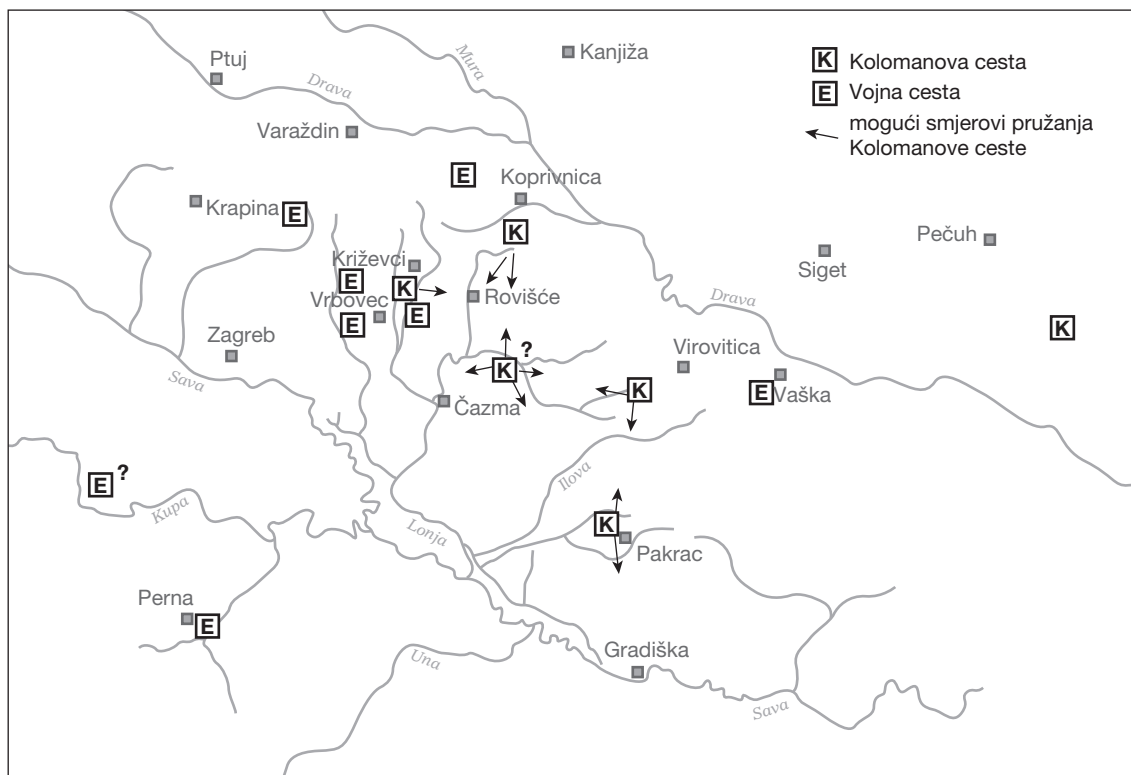 Ptuj
Mura
Kanjiža
K Kolomanova cesta
E Vojna cesta
mogući smjerovi pružanja
Kolomanove ceste
Drava
Varaždin
E
Koprivnica
Krapina
E
K
Pečuh
Siget
Križevci
E
K
Rovišće
Drava
Vrbovec
E
E
K
Zagreb
Sava
?
K
Virovitica
K
E
Vaška
Čazma
E
?
Ilova
Kupa
Lonja
K
Pakrac
Perna
E
Una
Gradiška
Sava